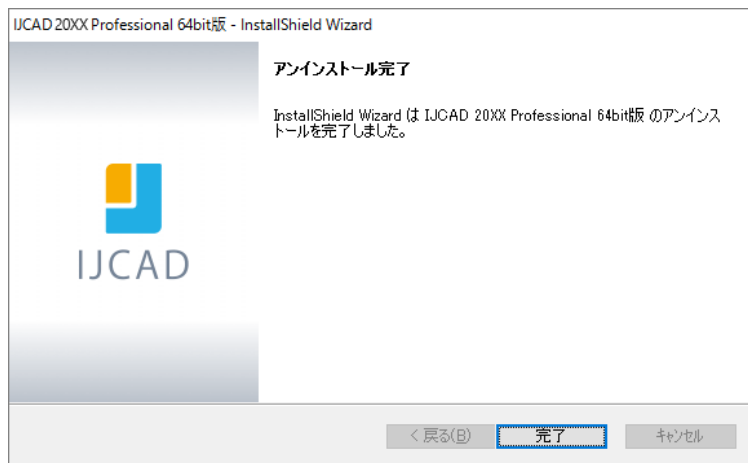 IJCAD 20XX Professional 64bit版 - InstallShield Wizard
アンインストール完了
InstallShield Wizard は IJCAD 20XX Professional 64bit版 のアンインス
トールを完了しました。
IJCAD
< 戻る(B)
完了
キャンセル